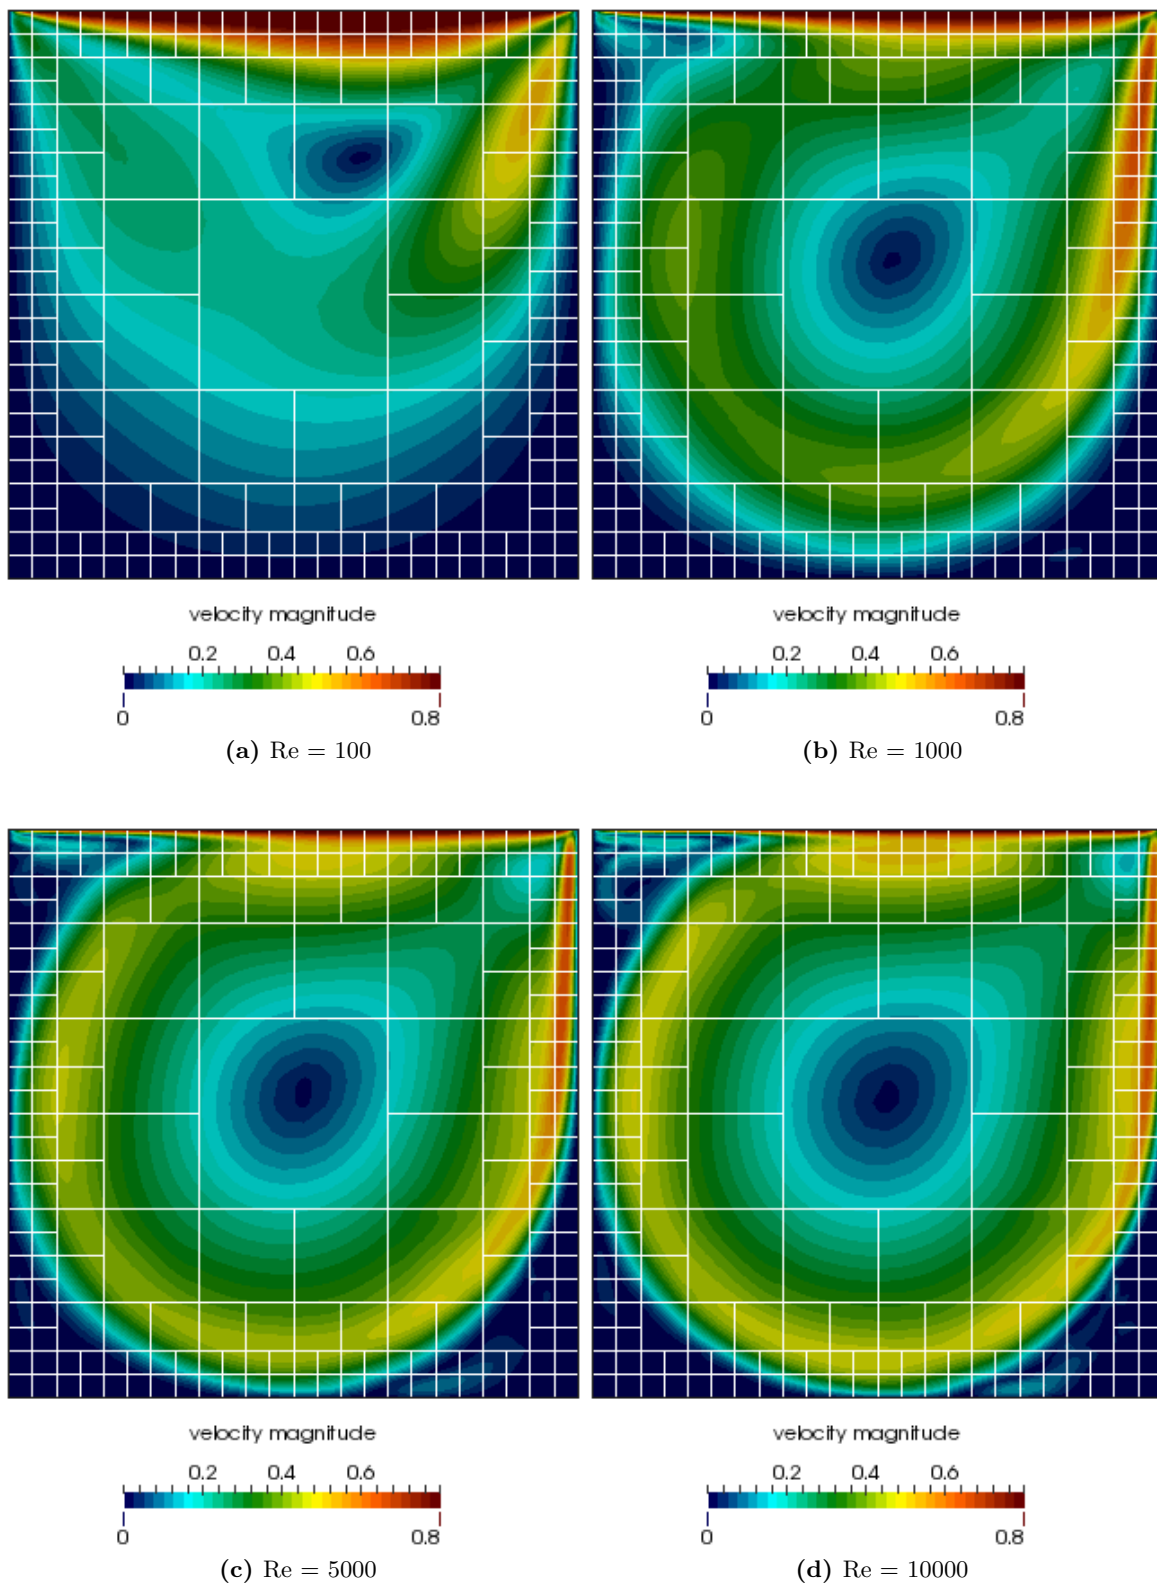 velocity magnitude
0.2 0.4 0.6
0 0.8
(a) Re = 100
velocity magnitude
0.2 0.4 0.6
0 0.8
(b) Re = 1000
velocity magnitude
0.2 0.4 0.6
0 0.8
(c) Re = 5000
velocity magnitude
0.2 0.4 0.6
0 0.8
(d) Re = 10000